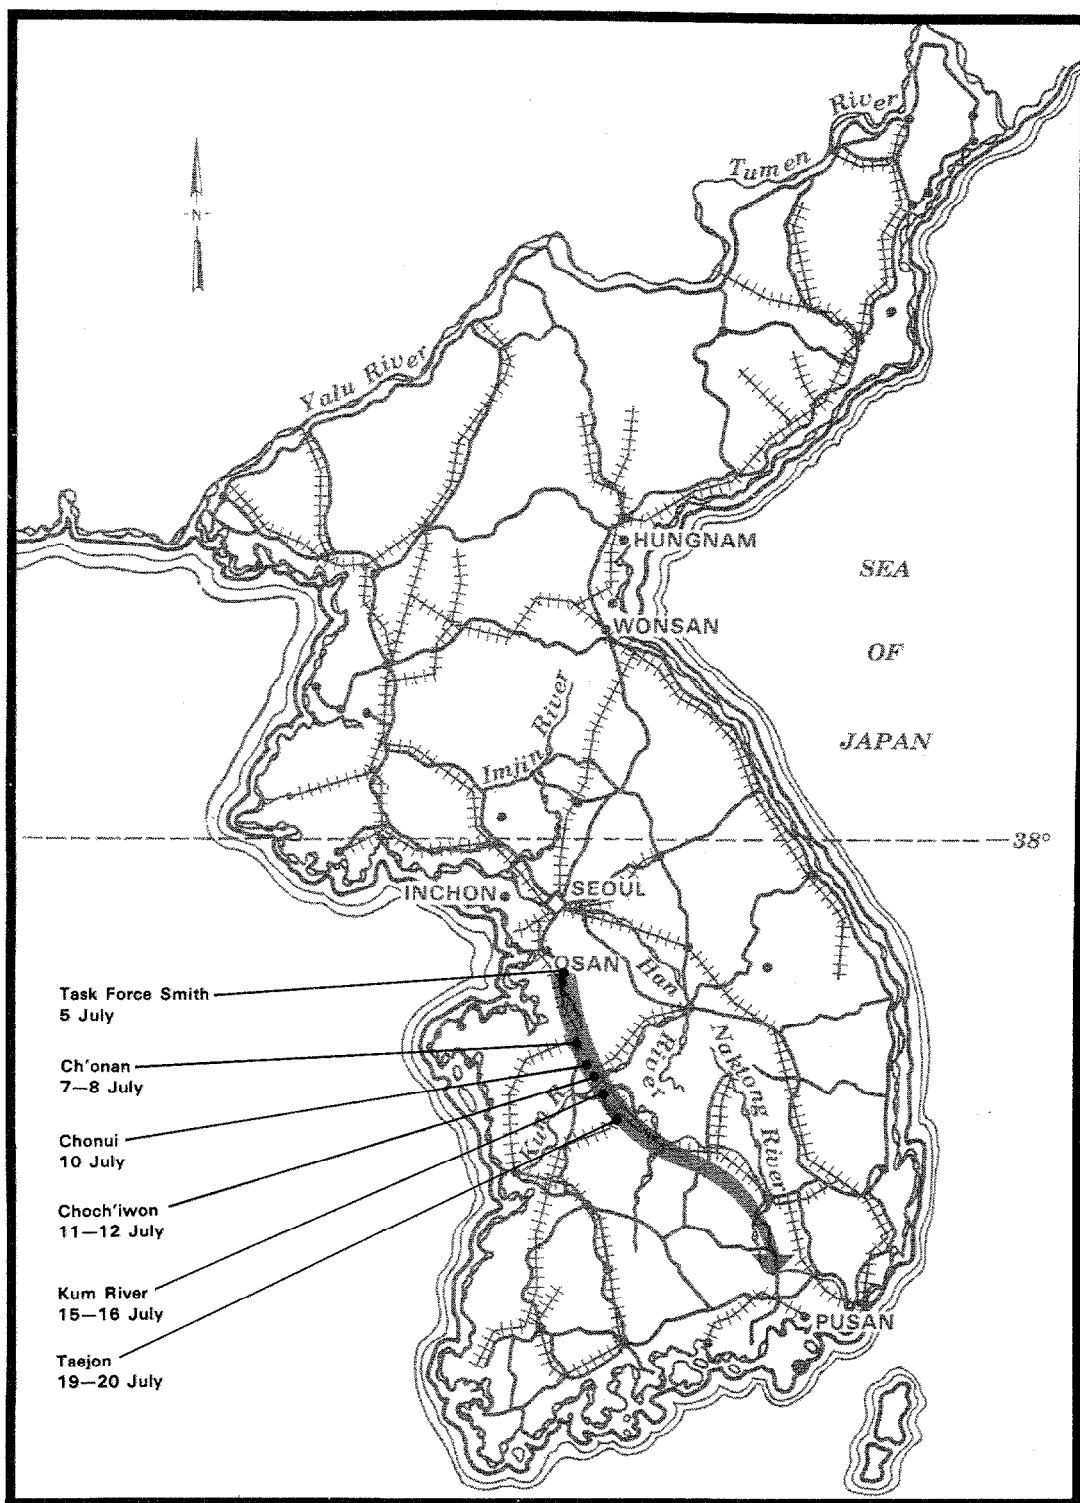 River
Tumen
N
Yalu River
HUNGNAM
SEA
WONSAN
OF
Imjin River
JAPAN
38°
SEOUL
INCHON
OSAN
Han
River
Task Force Smith
5 July
Naktong River
Ch'onan
7—8 July
Kum R
Chonui
10 July
Choch'iwon
11—12 July
Kum River
15—16 July
PUSAN
Taejon
19—20 July